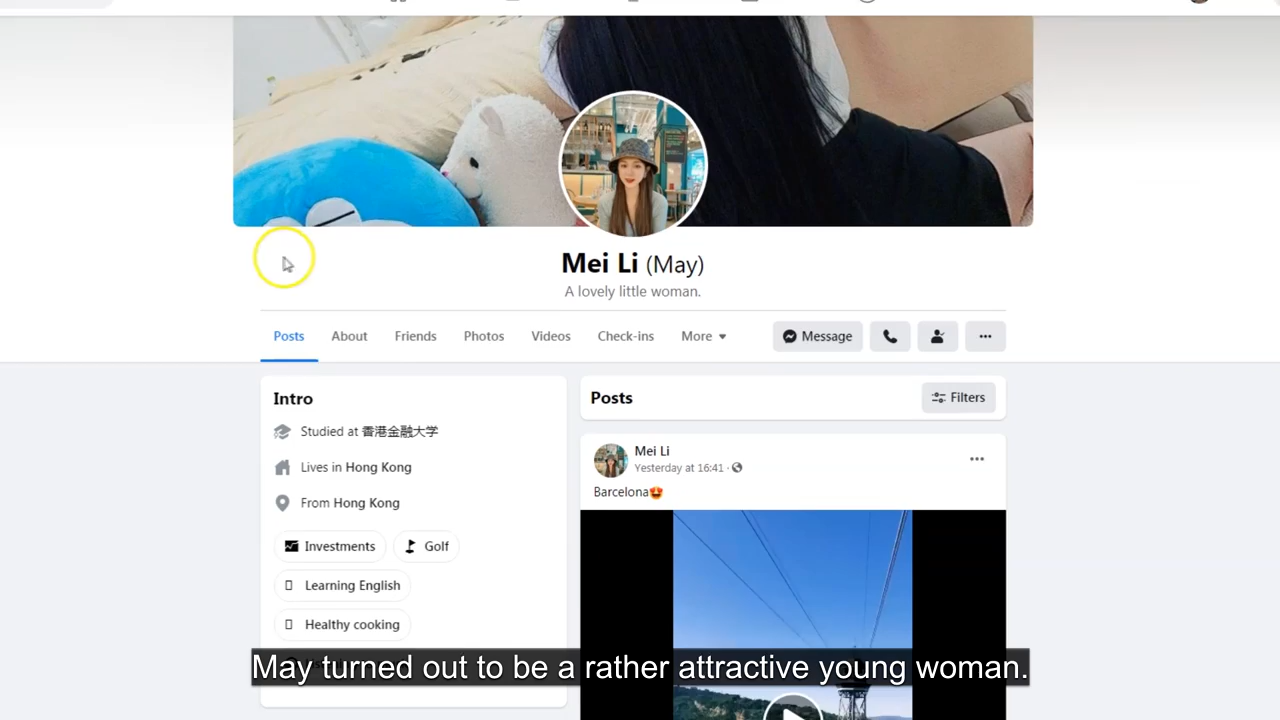 Mei Li (May)
A lovely little woman.
Posts
About
Friends
Photos
Videos
Check-ins
More
Message
Intro
Studied at 香港金融大学
Lives in Hong Kong
From Hong Kong
Investments
Golf
Learning English
Healthy cooking
Posts
Filters
Mei Li
Yesterday at 16:41 ·
Barcelona😍
May turned out to be a rather attractive young woman.